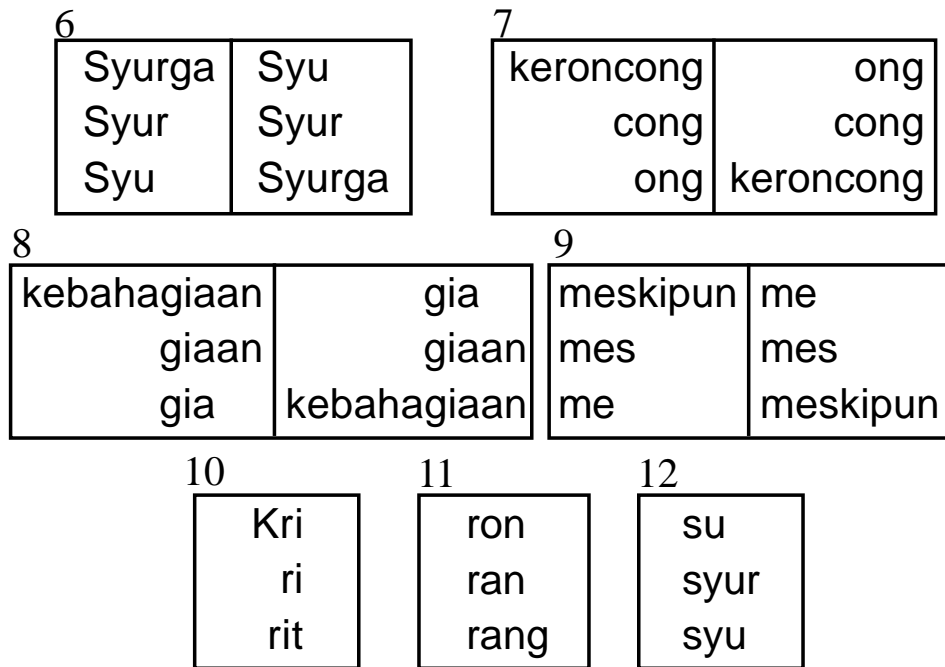 6
Syurga Syu
Syur Syur
Syu Syurga
7
keroncong ong
cong cong
ong keroncong
8
kebahagiaan gia
giaan giaan
gia kebahagiaan
9
meskipun me
mes mes
me meskipun
10
Kri
ri
rit
11
ron
ran
rang
12
su
syur
syu